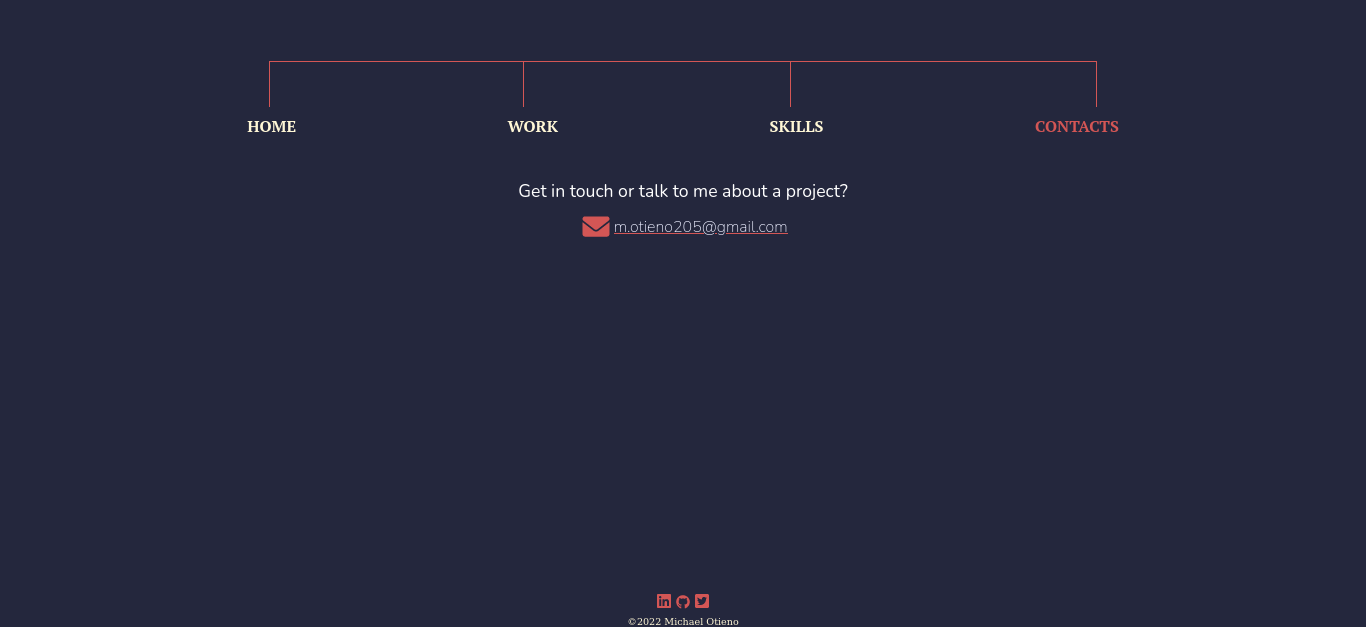 HOME WORK SKILLS CONTACTS
Get in touch or talk to me about a project?
m.otieno205@gmail.com
©2022 Michael Otieno